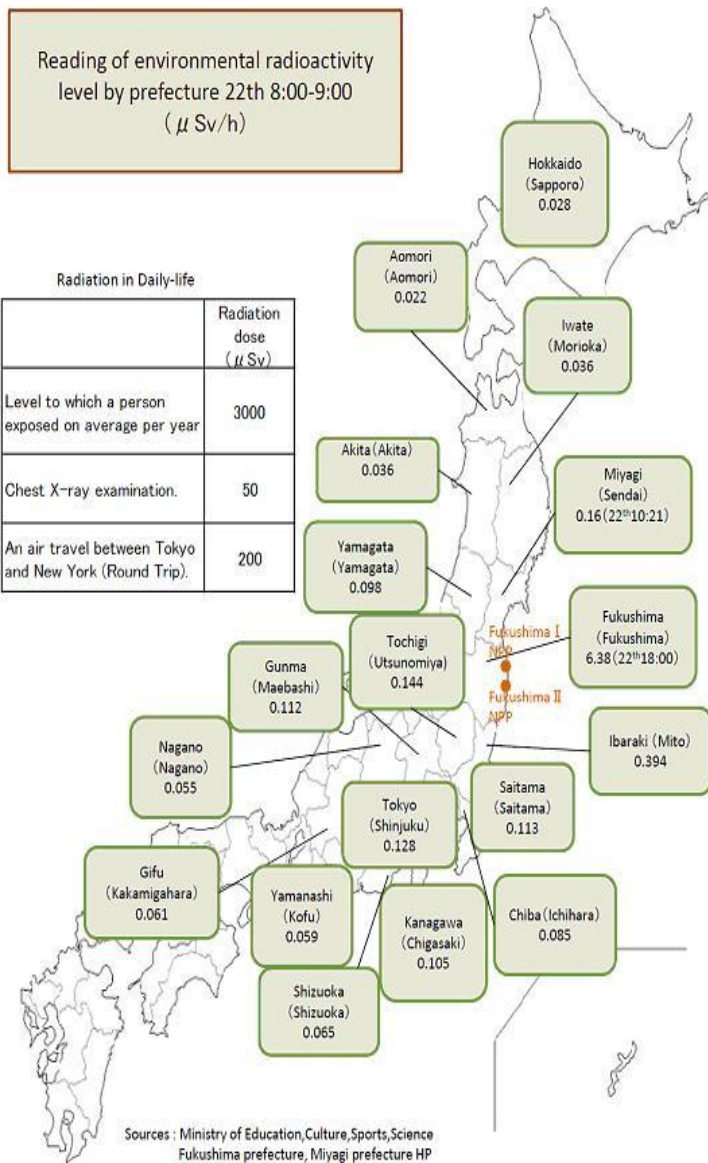 Reading of environmental radioactivity
level by prefecture 22th 8:00-9:00
(μSv/h)
Hokkaido
(Sapporo)
0.028
Aomori
(Aomori)
0.022
Iwate
(Morioka)
0.036
Radiation in Daily-life
Radiation
dose
(μSv)
Level to which a person
exposed on average per year
3000
Chest X-ray examination.
50
An air travel between Tokyo
and New York (Round Trip).
200
Akita(Akita)
0.036
Miyagi
(Sendai)
0.16(22th10:21)
Yamagata
(Yamagata)
0.098
Fukushima I
NPP
Fukushima II
NPP
Fukushima
(Fukushima)
6.38(22th18:00)
Tochigi
(Utsunomiya)
0.144
Gunma
(Maebashi)
0.112
Nagano
(Nagano)
0.055
Ibaraki (Mito)
0.394
Saitama
(Saitama)
0.113
Tokyo
(Shinjuku)
0.128
Gifu
(Kakamigahara)
0.061
Yamanashi
(Kofu)
0.059
Kanagawa
(Chigasaki)
0.105
Chiba(Ichihara)
0.085
Shizuoka
(Shizuoka)
0.065
Sources : Ministry of Education,Culture,Sports,Science
Fukushima prefecture, Miyagi prefecture HP